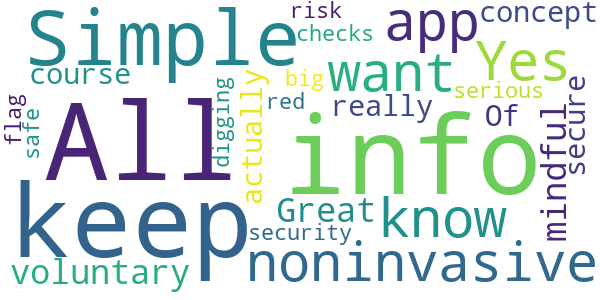 Simple
risk
checks
app
concept
course
want
Yes
big
serious
flag
safe
All
digging
actually
red
really
Of
info
mindful
secure
keep
Great
know
security
voluntary
noninvasive